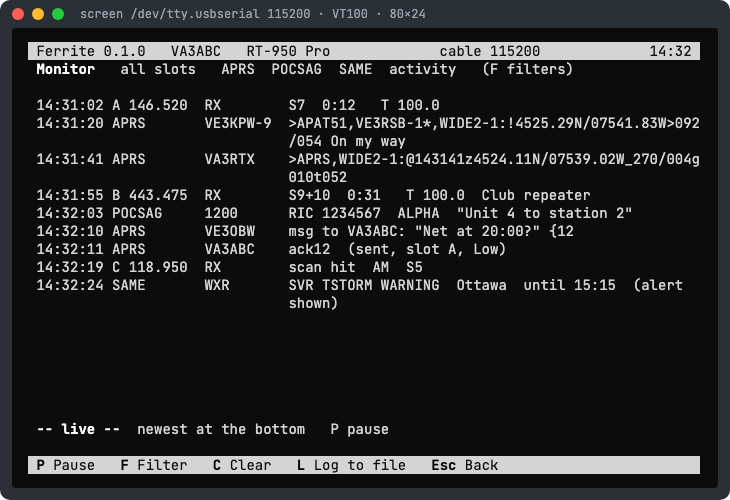 screen /dev/tty.usbserial 115200 · VT100 · 80×24
Ferrite 0.1.0   VA3ABC   RT-950 Pro   cable 115200   14:32
Monitor   all slots   APRS  POCSAG  SAME  activity   (F filters)
14:31:02 A 146.520  RX   S7  0:12   T 100.0
14:31:20 APRS   VE3KPW-9  >APAT51,VE3RSB-1*,WIDE2-1:!4525.29N/07541.83W>092
/054 On my way
14:31:41 APRS   VA3RTX   >APRS,WIDE2-1:@143141z4524.11N/07539.02W_270/004g
010t052
14:31:55 B 443.475  RX   S9+10  0:31   T 100.0  Club repeater
14:32:03 POCSAG   1200   RIC 1234567  ALPHA  "Unit 4 to station 2"
14:32:10 APRS   VE3OBW   msg to VA3ABC: "Net at 20:00?" {12
14:32:11 APRS   VA3ABC   ack12  (sent, slot A, Low)
14:32:19 C 118.950  RX   scan hit  AM  S5
14:32:24 SAME   WXR   SVR TSTORM WARNING  Ottawa  until 15:15  (alert
shown)
-- live --  newest at the bottom   P pause
P Pause   F Filter   C Clear   L Log to file   Esc Back